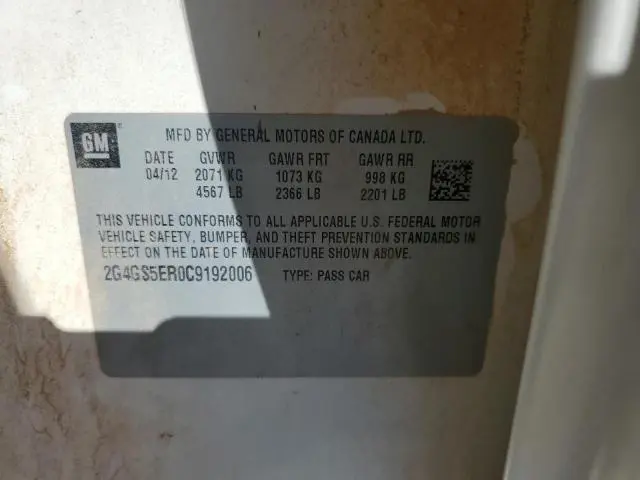 GM
MFD BY GENERAL MOTORS OF CANADA LTD.
DATE GVWR GAWR FRT GAWR RR
04/12 2071 KG 1073 KG 998 KG
4567 LB 2366 LB 2201 LB
THIS VEHICLE CONFORMS TO ALL APPLICABLE U.S. FEDERAL MOTOR
VEHICLE SAFETY, BUMPER, AND THEFT PREVENTION STANDARDS IN
EFFECT ON THE DATE OF MANUFACTURE SHOWN ABOVE.
2G4GS5ER0C9192006 TYPE: PASS CAR